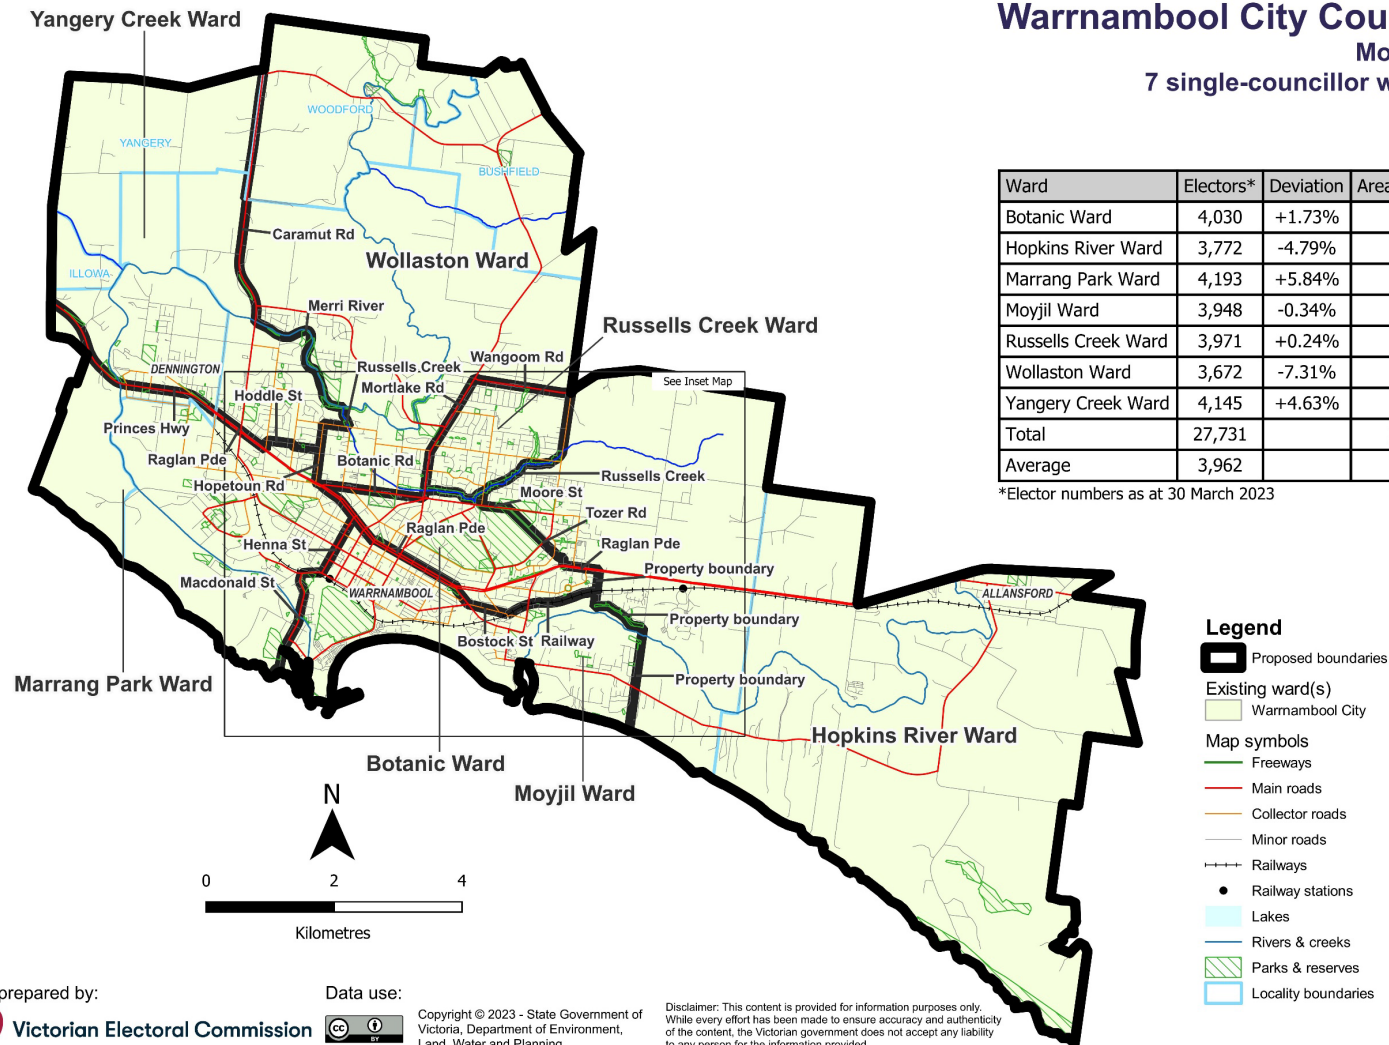 Yangery Creek Ward
Warrnambool City Cou
Mo
7 single-councillor w
WOODFORD
YANGERY
BUSHFIELD
Caramut Rd
Wollaston Ward
ILLOWA
Merri River
Russells Creek Ward
Wangoom Rd
Russells Creek
Mortlake Rd
DENNINGTON
See Inset Map
Hoddle St
Princes Hwy
Raglan Pde
Botanic Rd
Hopetoun Rd
Russells Creek
Moore St
Tozer Rd
Raglan Pde
Henna St
Raglan Pde
Property boundary
Macdonald St
WARRNAMBOOL
ALLANSFORD
Property boundary
Bostock St
Railway
Property boundary
Marrang Park Ward
Hopkins River Ward
Botanic Ward
Moyjil Ward
Ward Electors* Deviation Area
Botanic Ward 4,030 +1.73%
Hopkins River Ward 3,772 -4.79%
Marrang Park Ward 4,193 +5.84%
Moyjil Ward 3,948 -0.34%
Russells Creek Ward 3,971 +0.24%
Wollaston Ward 3,672 -7.31%
Yangery Creek Ward 4,145 +4.63%
Total 27,731
Average 3,962
*Elector numbers as at 30 March 2023
Legend
Proposed boundaries
Existing ward(s)
Warrnambool City
Map symbols
Freeways
Main roads
Collector roads
Minor roads
Railways
Railway stations
Lakes
Rivers & creeks
Parks & reserves
Locality boundaries
N
0 2 4
Kilometres
prepared by:
Victorian Electoral Commission
Data use:
cc
BY
Copyright © 2023 - State Government of
Victoria, Department of Environment,
Land, Water and Planning
Disclaimer: This content is provided for information purposes only.
While every effort has been made to ensure accuracy and authenticity
of the content, the Victorian government does not accept any liability
to any person for the information provided.